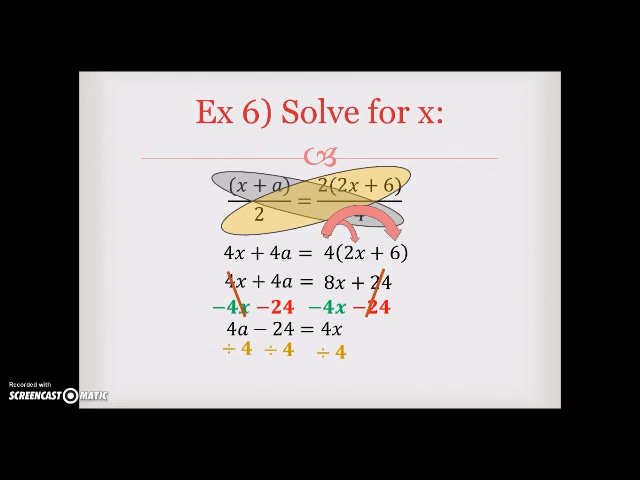 Ex 6) Solve for x:
(x + a)/2 = 2(2x + 6)/4
4x + 4a = 4(2x + 6)
4x + 4a = 8x + 24
−4x −24 −4x −24
4a − 24 = 4x
÷ 4 ÷ 4 ÷ 4
Recorded with
SCREENCAST MATIC